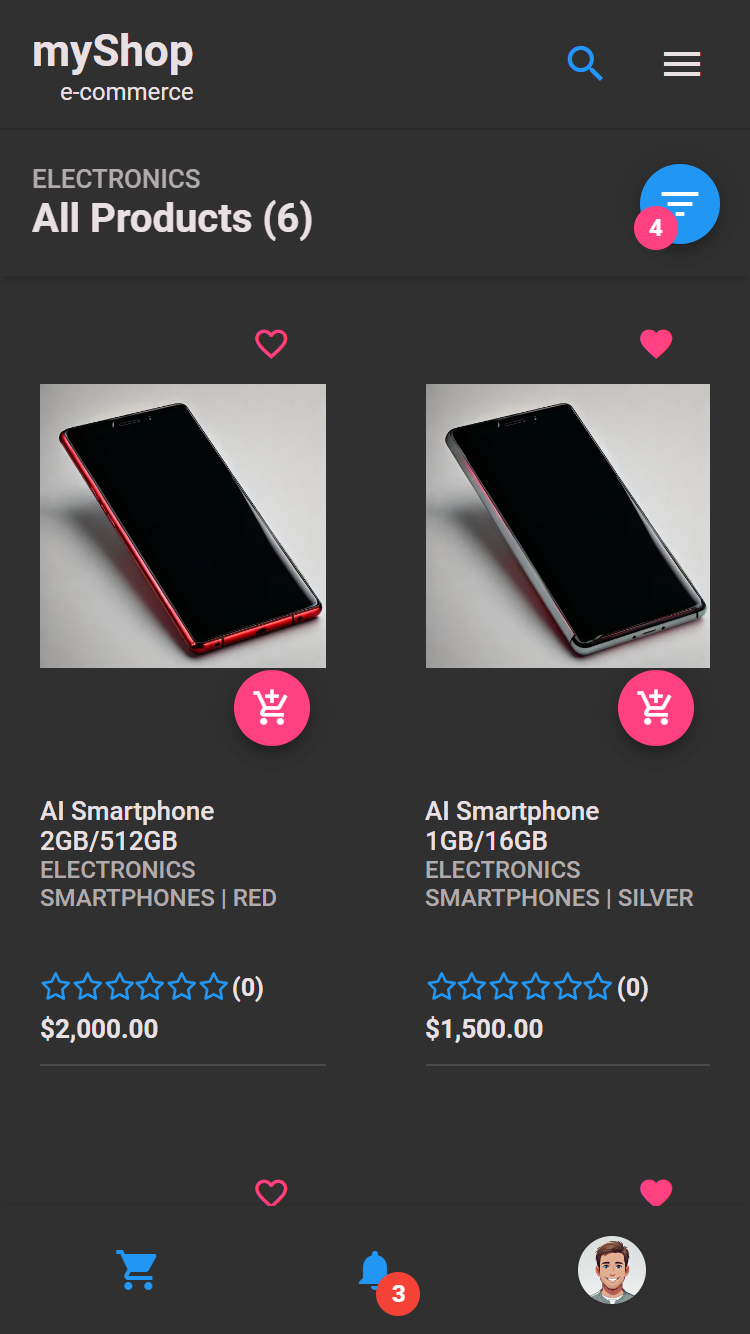 myShop
e-commerce
ELECTRONICS
All Products (6)
4
AI Smartphone
2GB/512GB
ELECTRONICS
SMARTPHONES | RED
(0)
$2,000.00
AI Smartphone
1GB/16GB
ELECTRONICS
SMARTPHONES | SILVER
(0)
$1,500.00
3